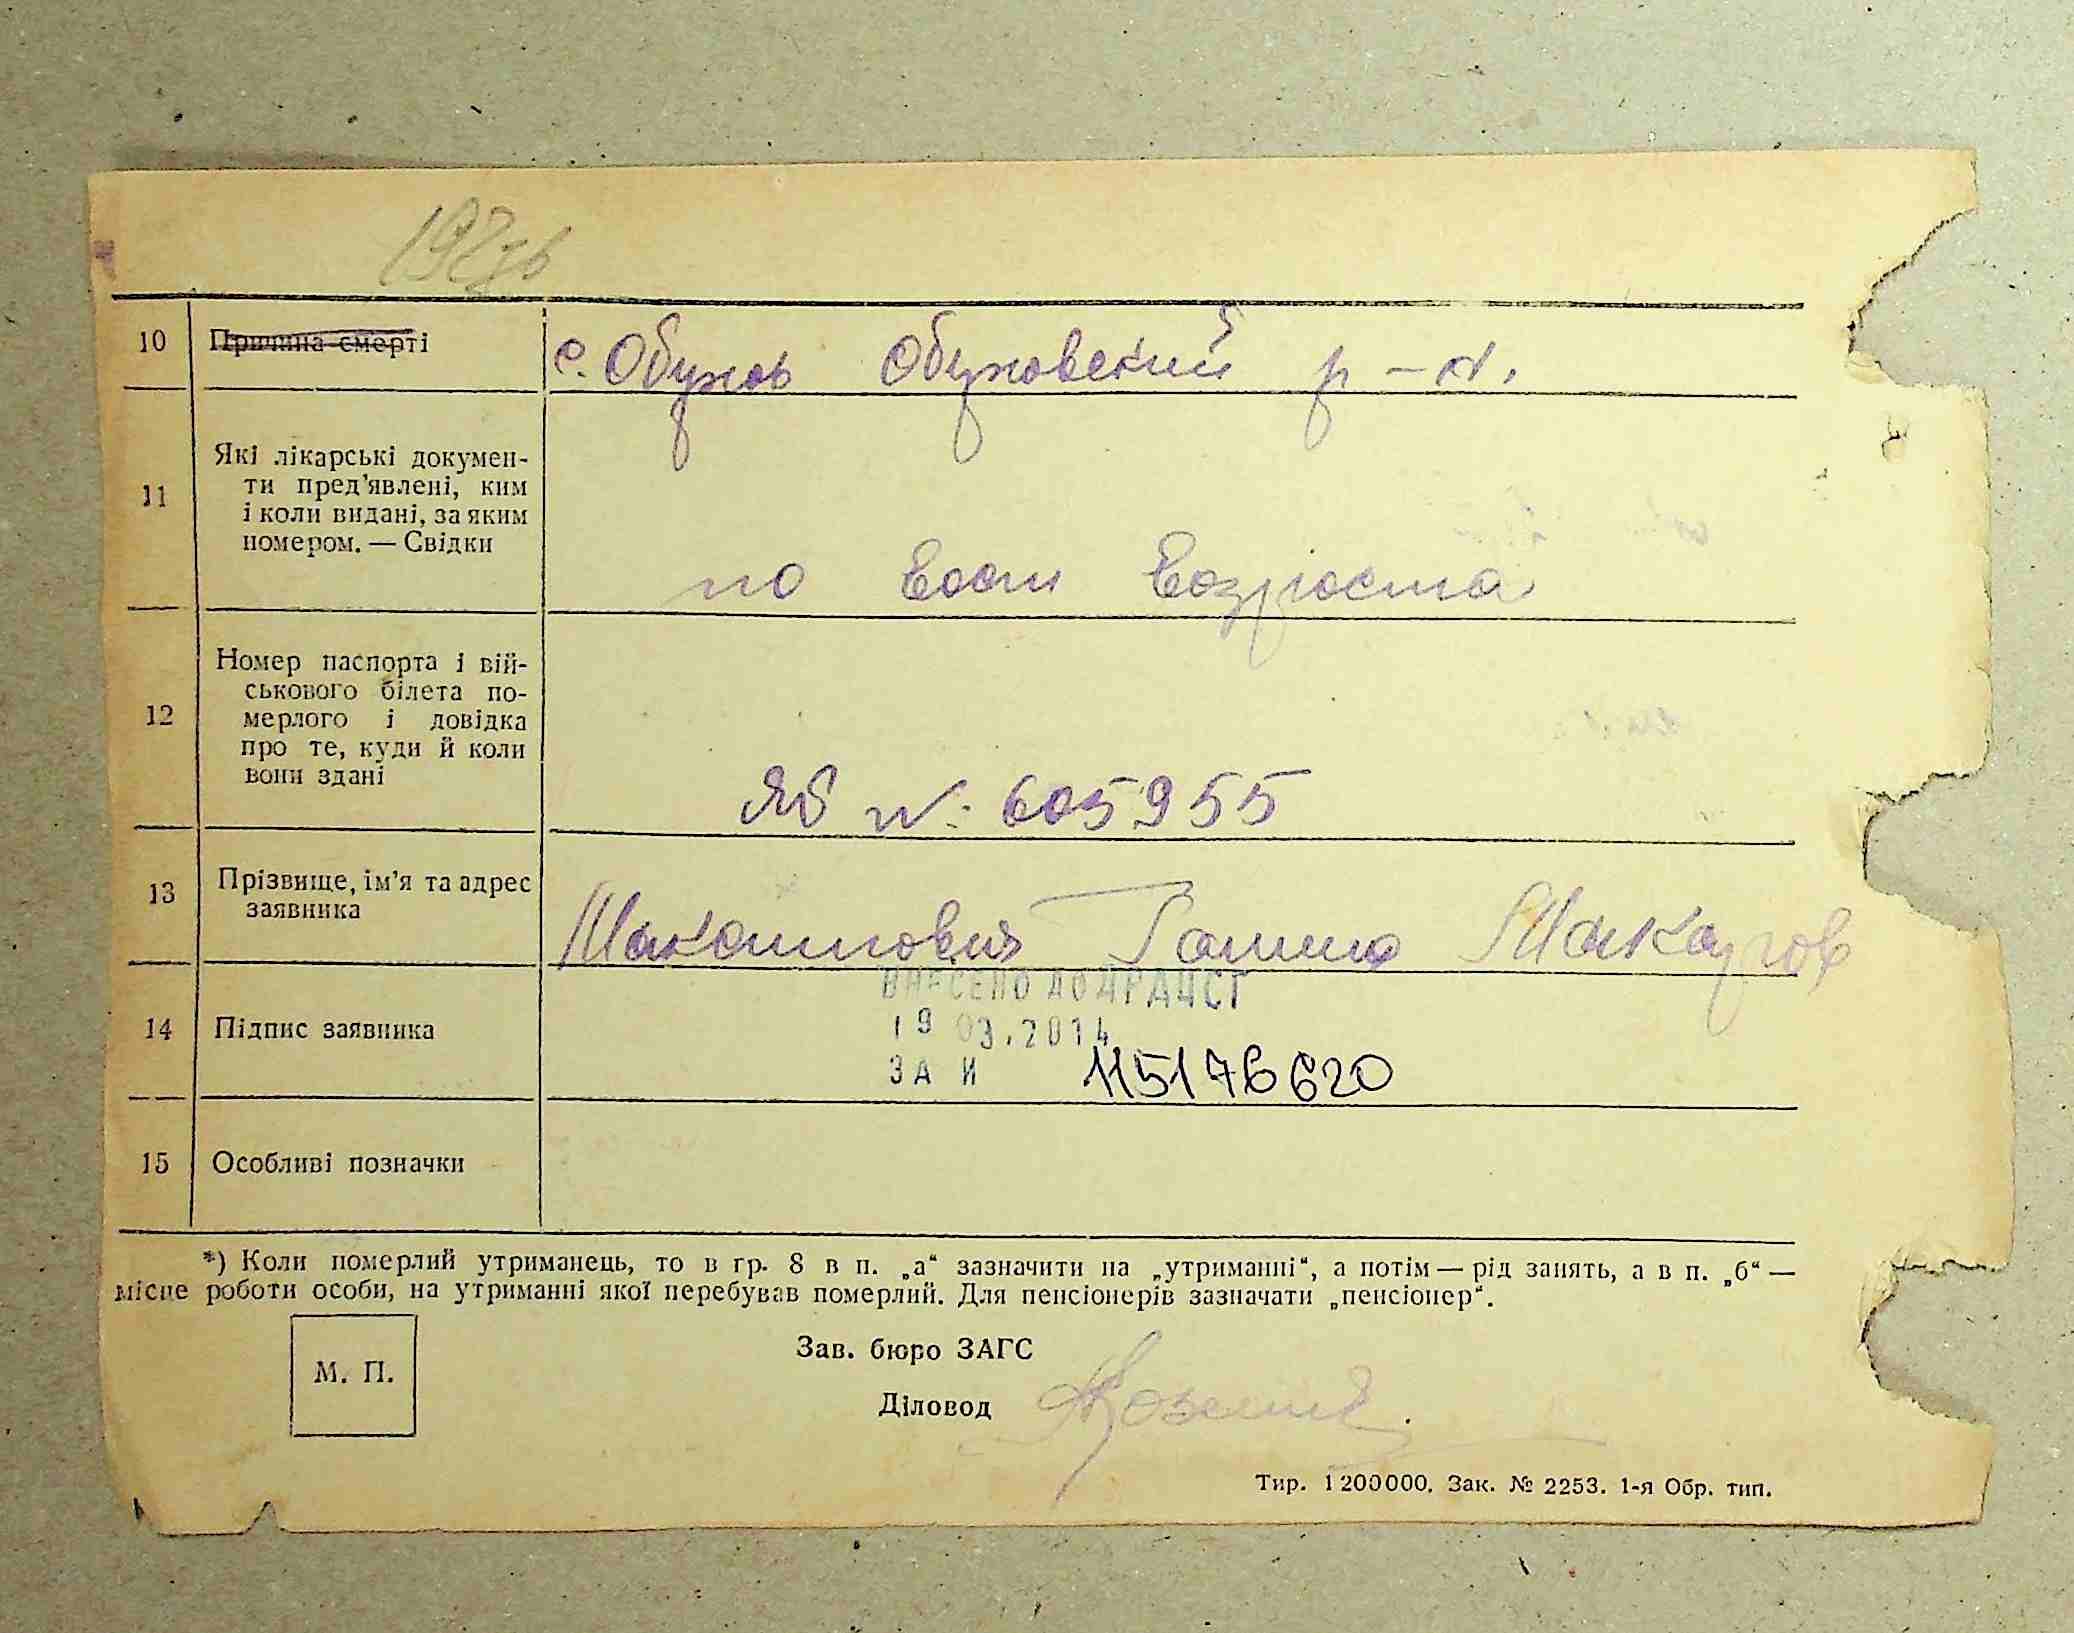 10 Причина смерті с. Обухов Обуховский р-н.
11 Які лікарські докумен-
ти пред'явлені, ким
і коли видані, за яким
номером. — Свідки
по возроста
12 Номер паспорта і вій-
ськового білета по-
мерлого і довідка
про те, куди й коли
вони здані
№ 605955
13 Прізвище, ім'я та адрес
заявника
Галина Макаров
ВНЕСЕНО ДО ДРАЦСГ
19 03.2014
14 Підпис заявника
ЗА № 115176620
15 Особливі позначки
*) Коли померлий утриманець, то в гр. 8 в п. „а“ зазначити на „утриманні“, а потім — рід занять, а в п. „б“ —
місце роботи особи, на утриманні якої перебував померлий. Для пенсіонерів зазначати „пенсіонер“.
М. П.
Зав. бюро ЗАГС
Діловод
Тир. 1200000. Зак. № 2253. 1-я Обр. тип.